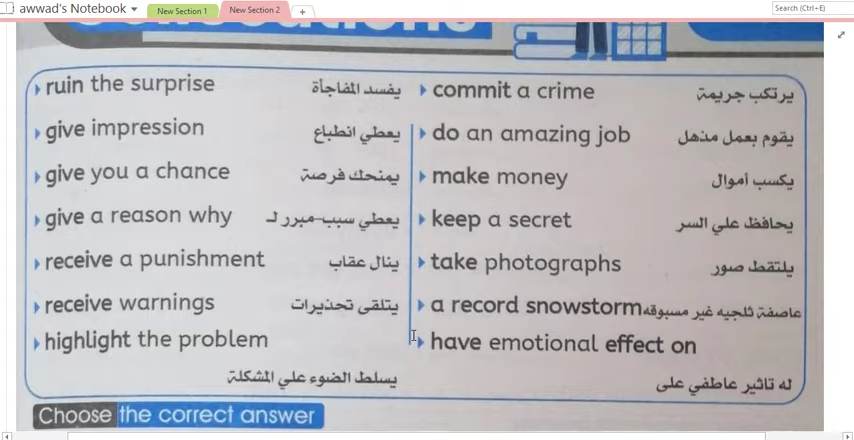 awwad's Notebook
New Section 1
New Section 2
Search (Ctrl+E)
ruin the surprise يفسد المفاجأة
give impression يعطي انطباع
give you a chance يمنحك فرصة
give a reason why يعطي سبب-مبرر لـ
receive a punishment ينال عقاب
receive warnings يتلقى تحذيرات
highlight the problem
يسلط الضوء علي المشكلة
commit a crime يرتكب جريمة
do an amazing job يقوم بعمل مذهل
make money يكسب أموال
keep a secret يحافظ علي السر
take photographs يلتقط صور
a record snowstorm عاصفة ثلجيه غير مسبوقه
have emotional effect on
له تاثير عاطفي على
Choose the correct answer